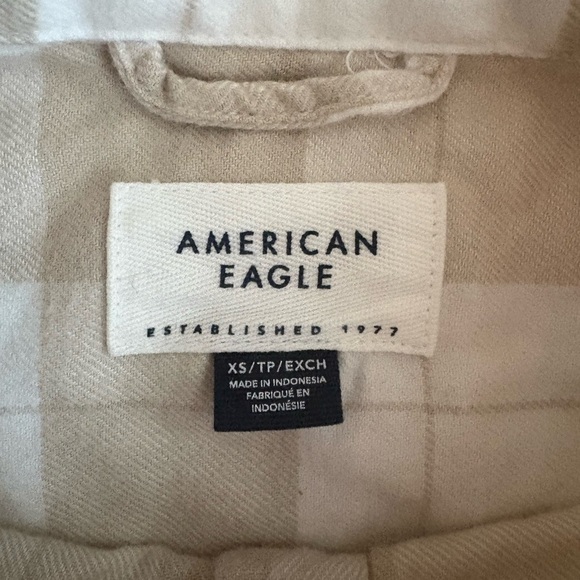 AMERICAN
EAGLE
ESTABLISHED 1977
XS/TP/EXCH
MADE IN INDONESIA
FABRIQUÉ EN
INDONÉSIE